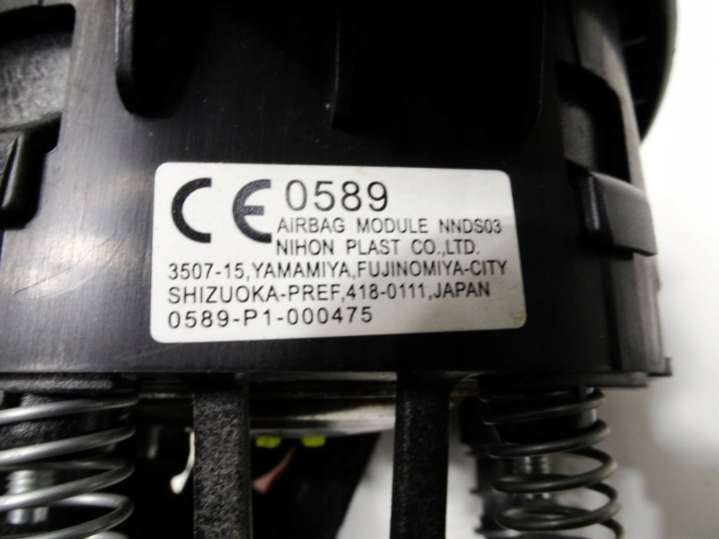 CE 0589
AIRBAG MODULE NNDS03
NIHON PLAST CO.,LTD.
3507-15,YAMAMIYA,FUJINOMIYA-CITY
SHIZUOKA-PREF,418-0111,JAPAN
0589-P1-000475